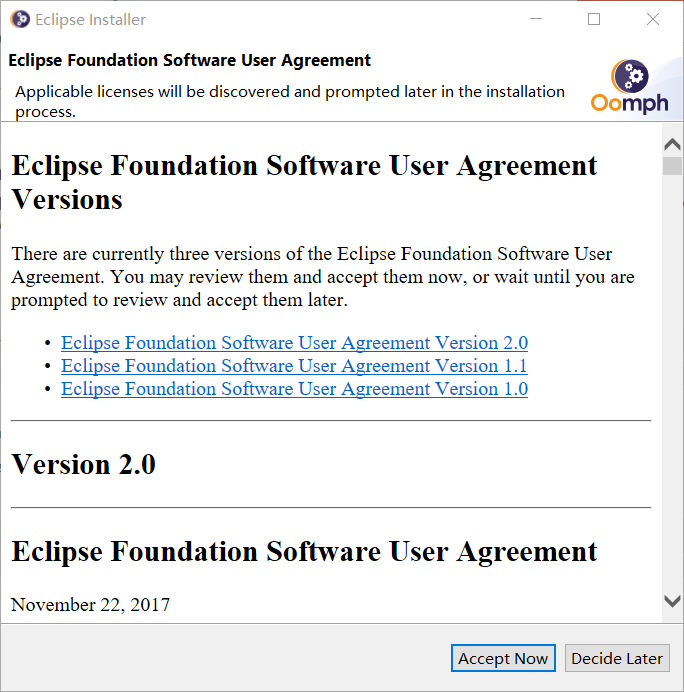 Eclipse Installer
Eclipse Foundation Software User Agreement
Applicable licenses will be discovered and prompted later in the installation
process.
Oomph
Eclipse Foundation Software User Agreement
Versions
There are currently three versions of the Eclipse Foundation Software User
Agreement. You may review them and accept them now, or wait until you are
prompted to review and accept them later.
• Eclipse Foundation Software User Agreement Version 2.0
• Eclipse Foundation Software User Agreement Version 1.1
• Eclipse Foundation Software User Agreement Version 1.0
Version 2.0
Eclipse Foundation Software User Agreement
November 22, 2017
Accept Now Decide Later